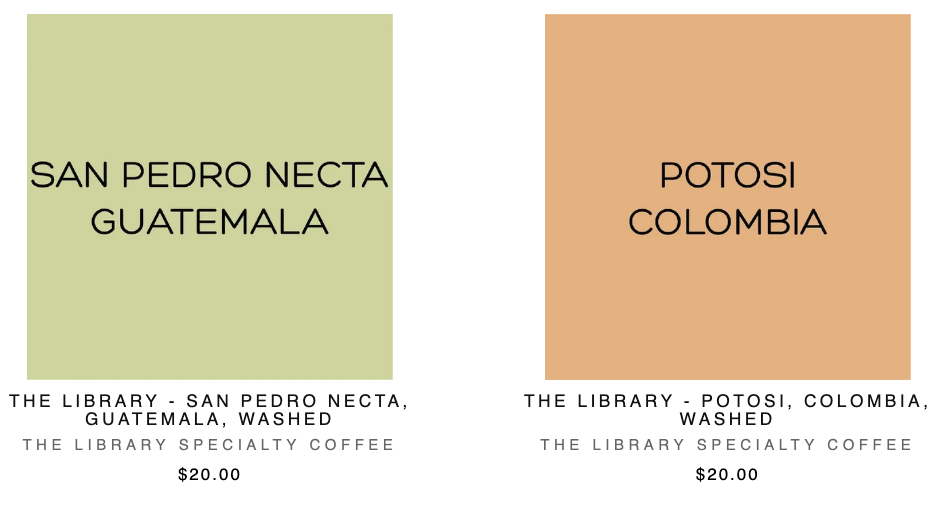 SAN PEDRO NECTA
GUATEMALA
THE LIBRARY - SAN PEDRO NECTA,
GUATEMALA, WASHED
THE LIBRARY SPECIALTY COFFEE
$20.00
POTOSI
COLOMBIA
THE LIBRARY - POTOSI, COLOMBIA,
WASHED
THE LIBRARY SPECIALTY COFFEE
$20.00